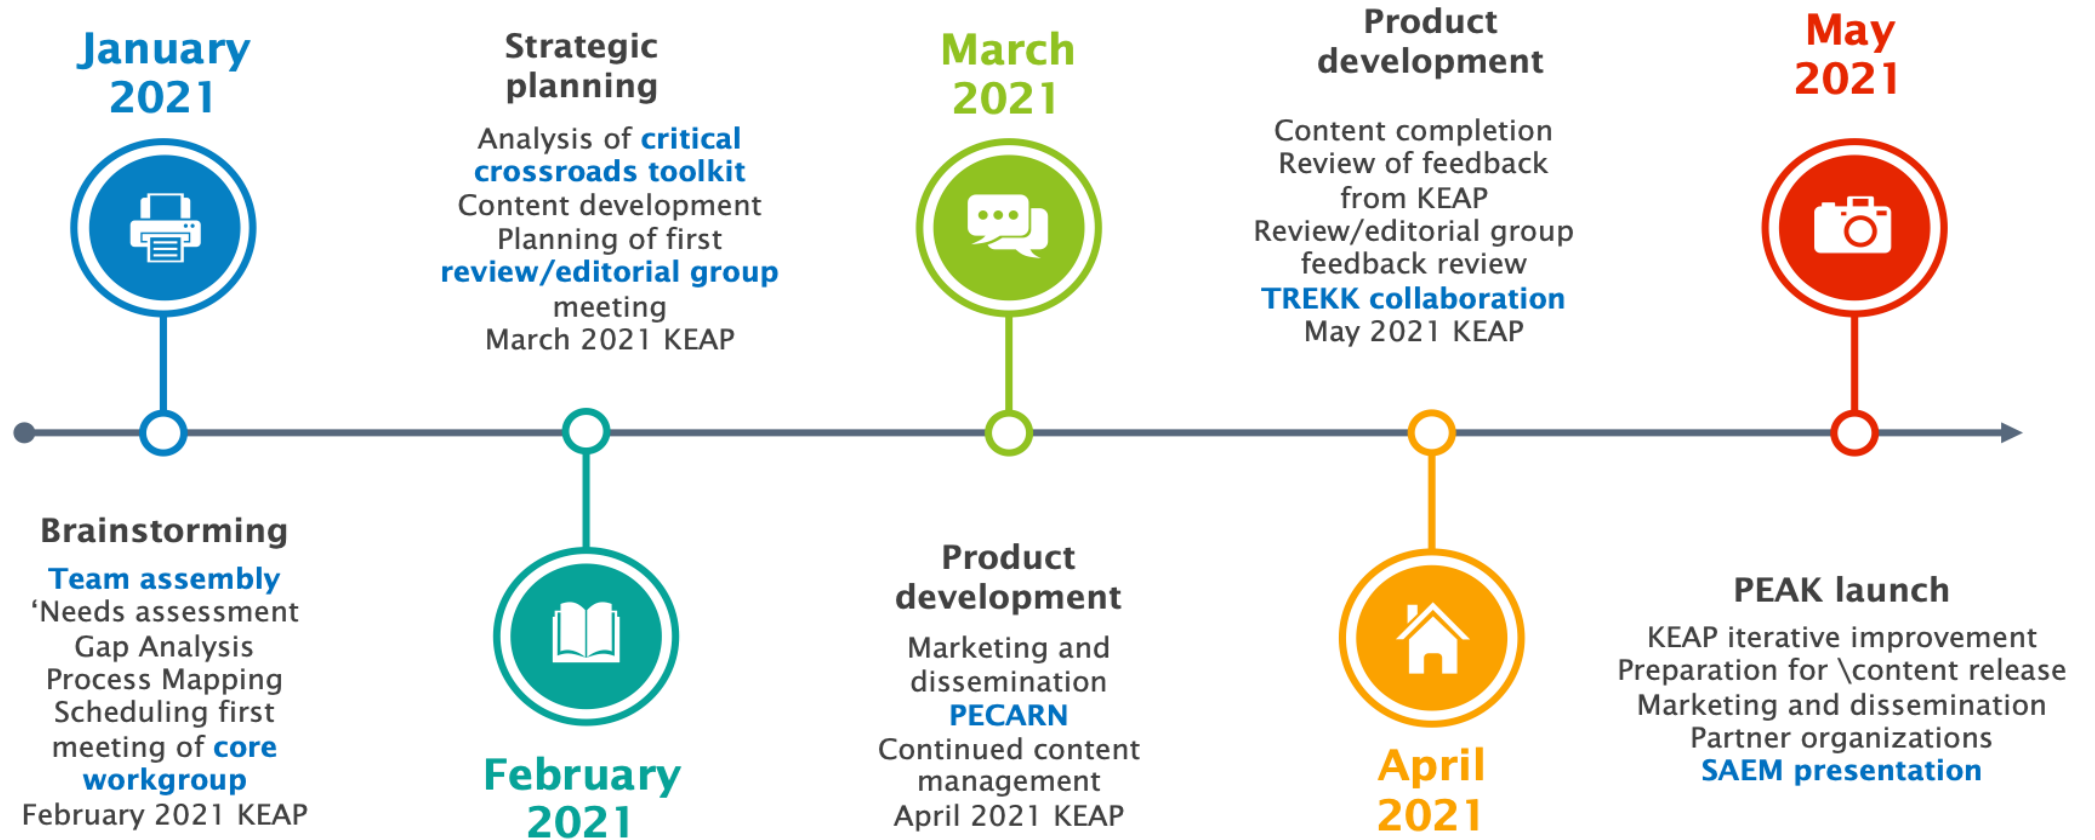 January
2021
Brainstorming
Team assembly
‘Needs assessment
Gap Analysis
Process Mapping
Scheduling first
meeting of core
workgroup
February 2021 KEAP
Strategic
planning
Analysis of critical
crossroads toolkit
Content development
Planning of first
review/editorial group
meeting
March 2021 KEAP
February
2021
March
2021
Product
development
Marketing and
dissemination
PECARN
Continued content
management
April 2021 KEAP
Product
development
Content completion
Review of feedback
from KEAP
Review/editorial group
feedback review
TREKK collaboration
May 2021 KEAP
April
2021
May
2021
PEAK launch
KEAP iterative improvement
Preparation for \content release
Marketing and dissemination
Partner organizations
SAEM presentation